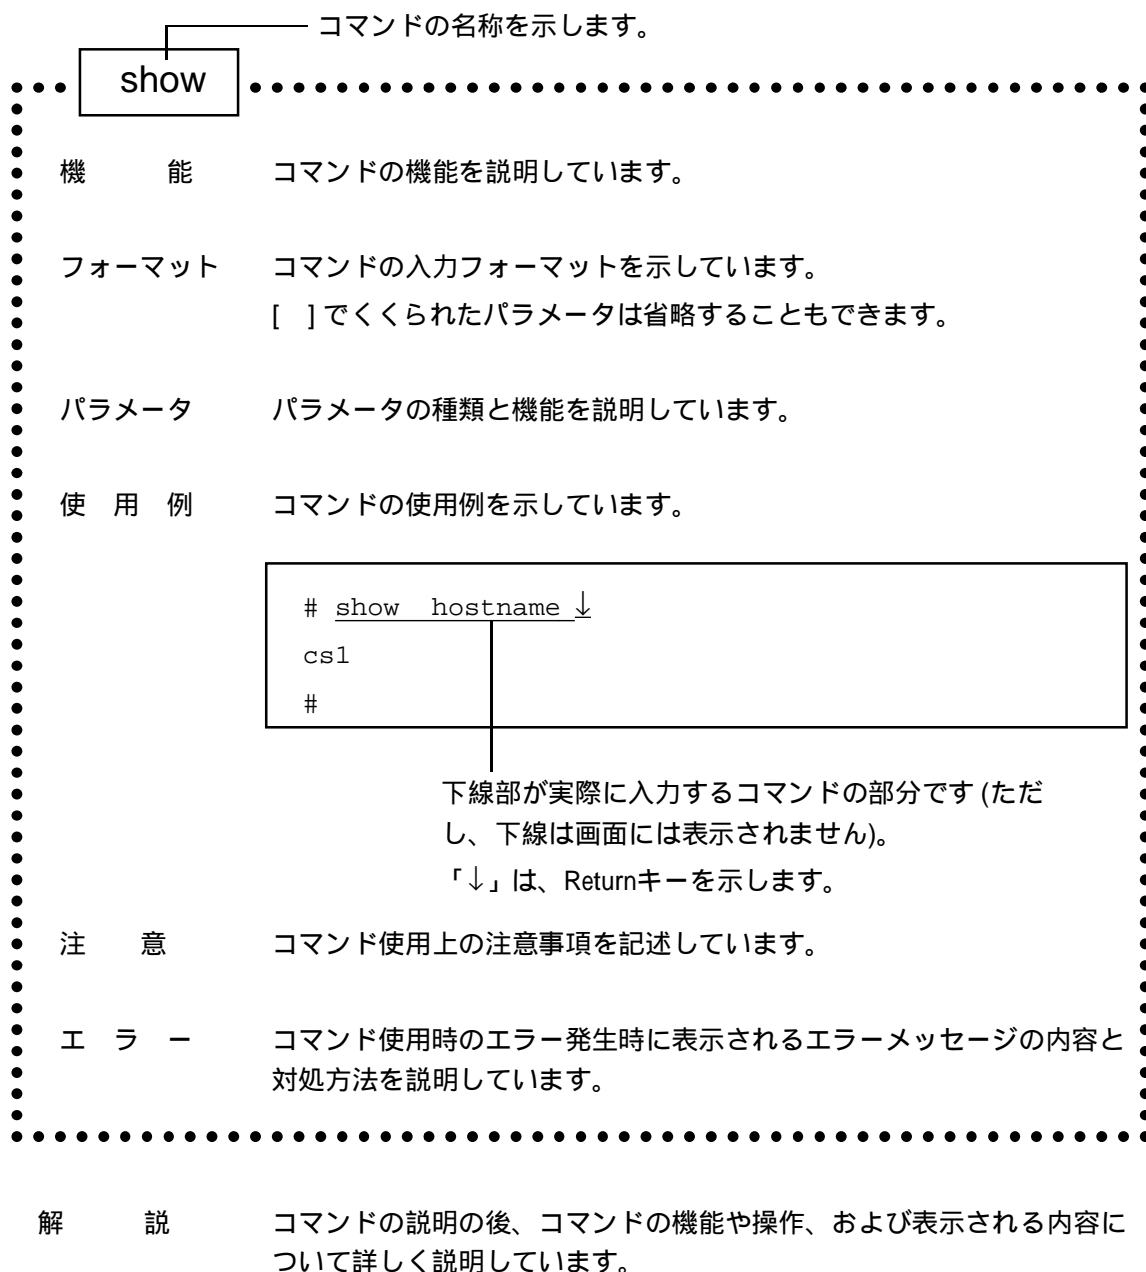 コマンドの名称を示します。
show
機　能　コマンドの機能を説明しています。
フォーマット　コマンドの入力フォーマットを示しています。
[　] でくくられたパラメータは省略することもできます。
パラメータ　パラメータの種類と機能を説明しています。
使 用 例　コマンドの使用例を示しています。
# show hostname ↓
cs1
#
下線部が実際に入力するコマンドの部分です (ただ
し、下線は画面には表示されません)。
「↓」は、Returnキーを示します。
注　意　コマンド使用上の注意事項を記述しています。
エ ラ ー　コマンド使用時のエラー発生時に表示されるエラーメッセージの内容と
対処方法を説明しています。
解　説　コマンドの説明の後、コマンドの機能や操作、および表示される内容に
ついて詳しく説明しています。